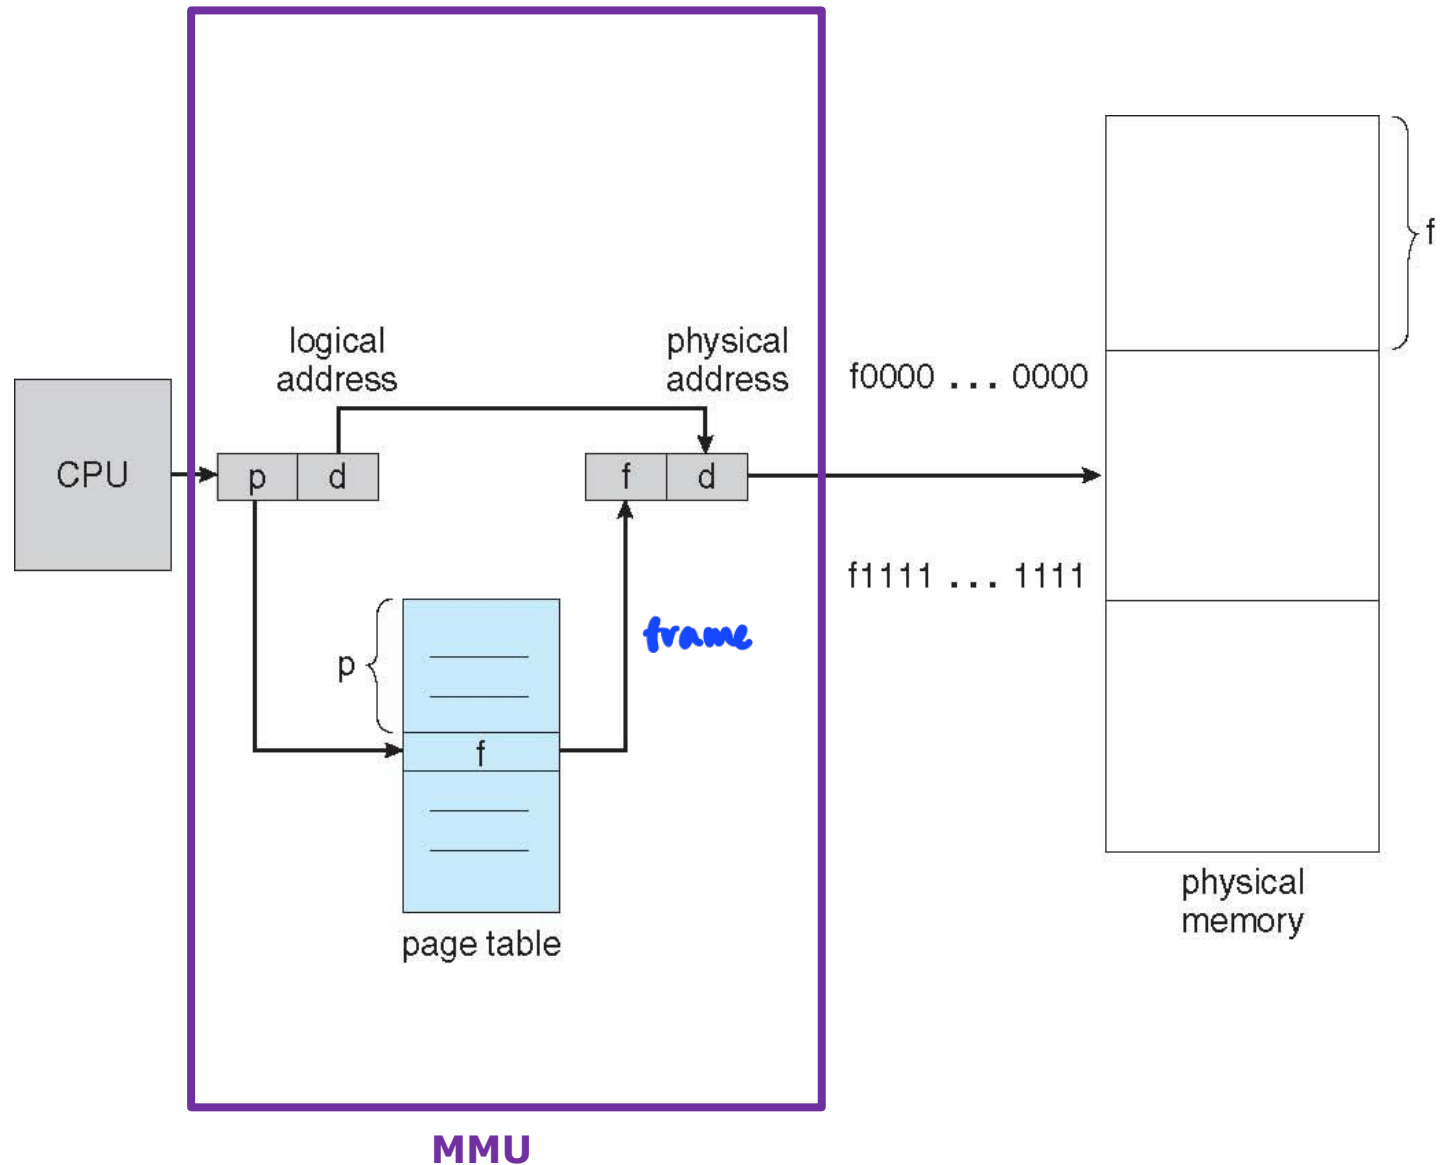 f
logical
address
physical
address
f0000 ... 0000
CPU
p
d
f
d
f1111 ... 1111
frame
p
f
physical
memory
page table
MMU